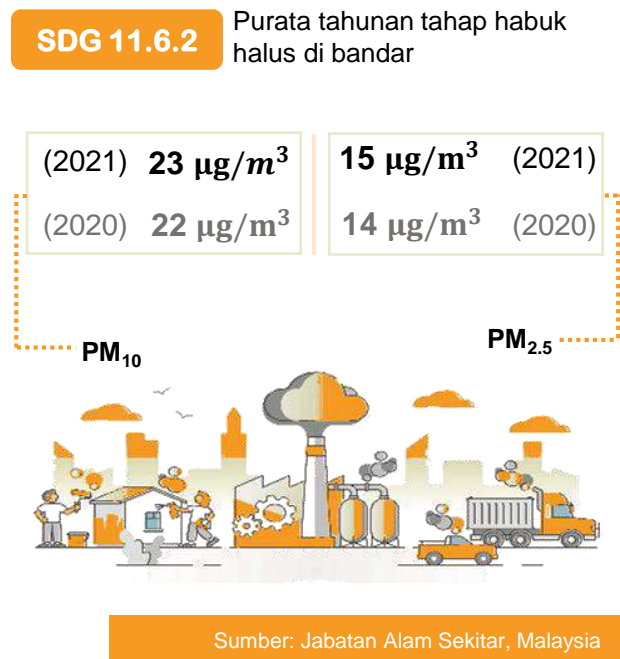 SDG 11.6.2
Purata tahunan tahap habuk
halus di bandar
(2021) 23 μg/m³
(2020) 22 μg/m³
15 μg/m³ (2021)
14 μg/m³ (2020)
PM₁₀
PM₂.₅
Sumber: Jabatan Alam Sekitar, Malaysia